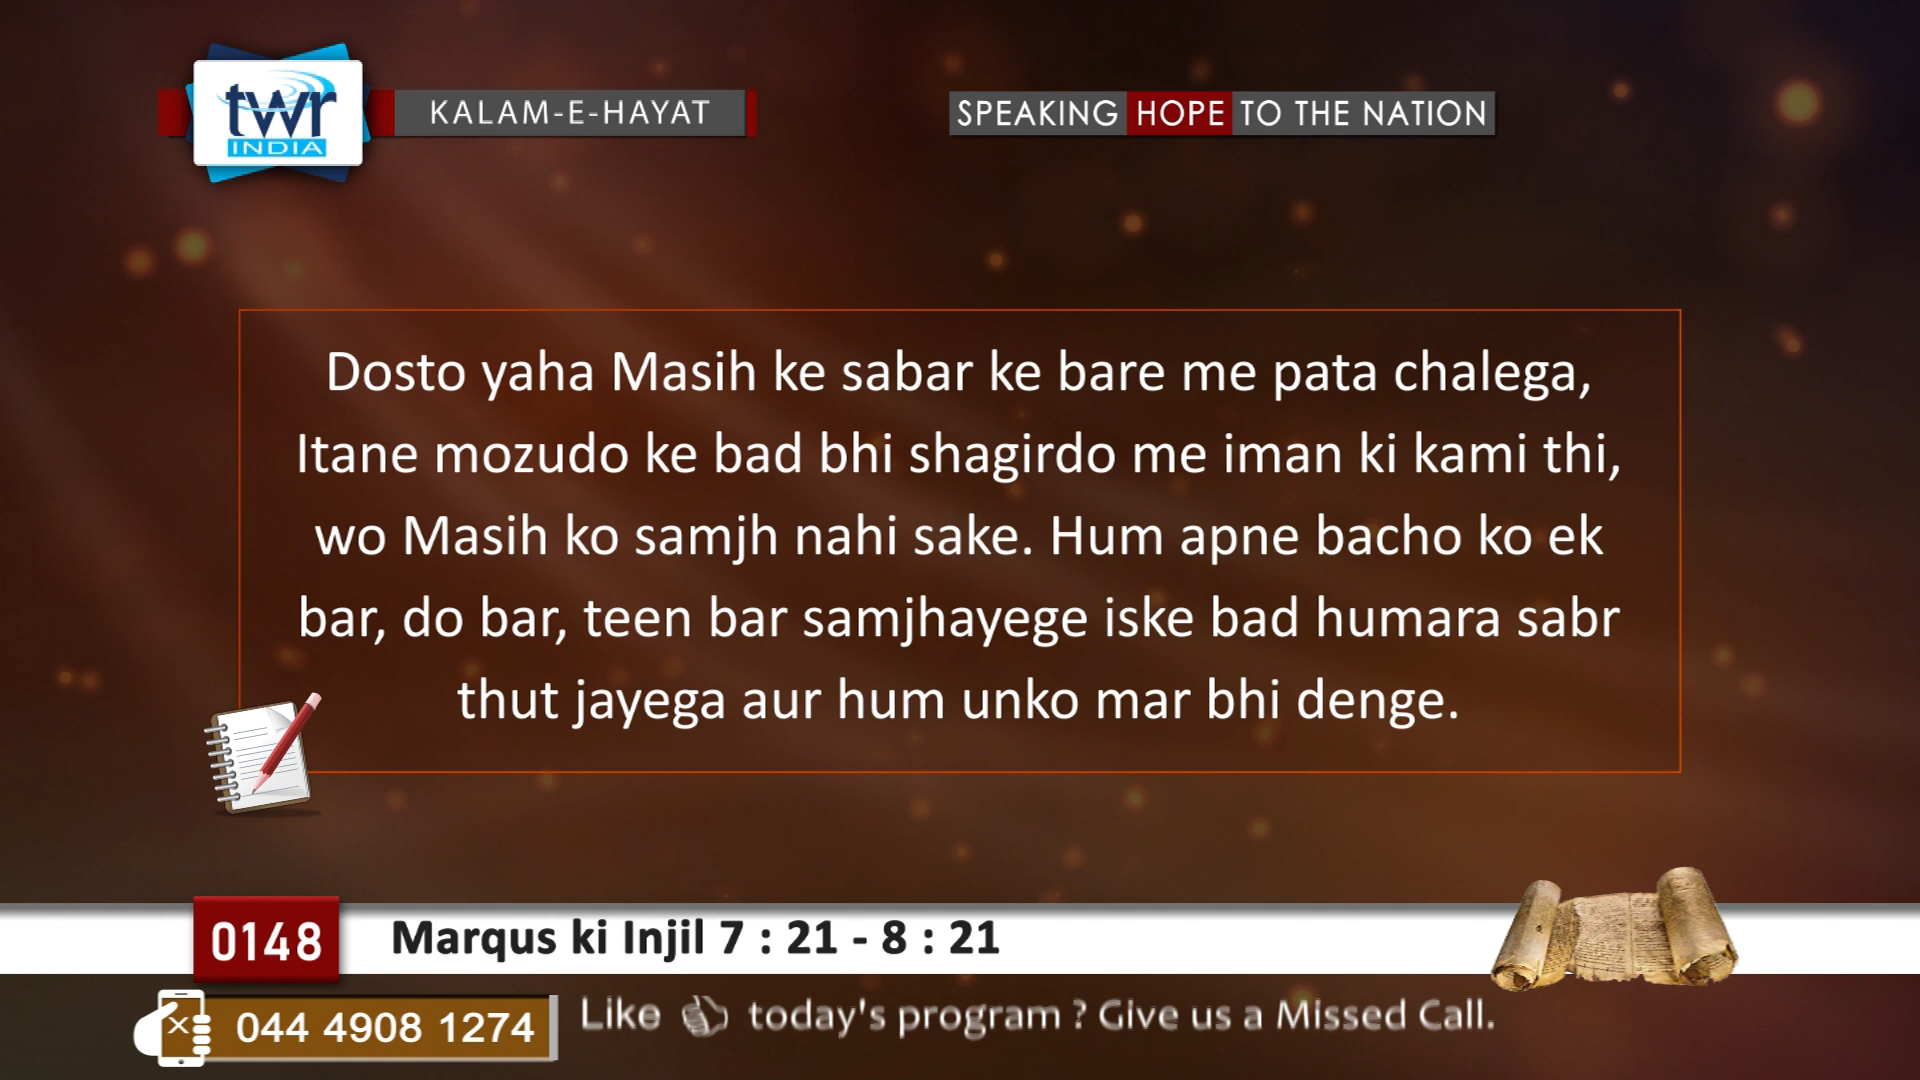 twr
INDIA
KALAM-E-HAYAT
SPEAKING HOPE TO THE NATION
Dosto yaha Masih ke sabar ke bare me pata chalega,
Itane mozudo ke bad bhi shagirdo me iman ki kami thi,
wo Masih ko samjh nahi sake. Hum apne bacho ko ek
bar, do bar, teen bar samjhayege iske bad humara sabr
thut jayega aur hum unko mar bhi denge.
0148
Marqus ki Injil 7 : 21 - 8 : 21
044 4908 1274
Like today's program ? Give us a Missed Call.